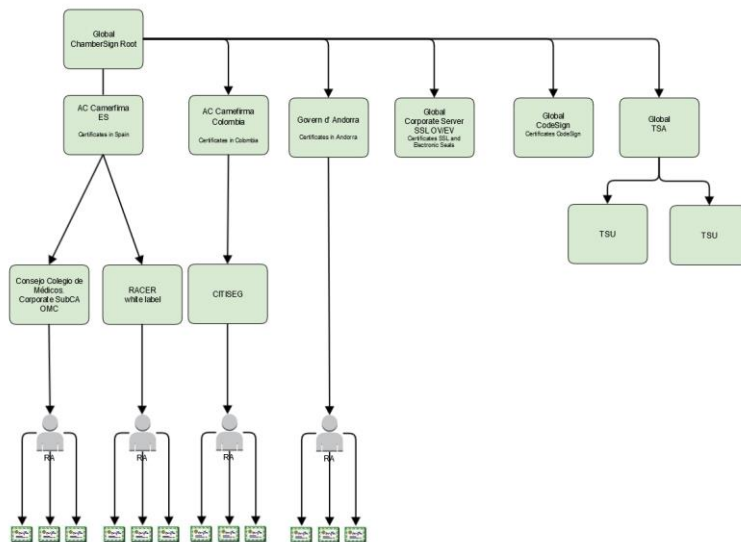 Global
ChamberSign Root
AC Camerfirma
ES
Certificates in Spain
AC Camefirma
Colombia
Certificates in Colombia
Govern d' Andorra
Certificates in Andorra
Global
Corporate Server
SSL OV/EV
Certificates SSL and
Electronic Seals
Global
CodeSign
Certificates CodeSign
Global
TSA
TSU
TSU
Consejo Colegio de
Médicos.
Corporate SubCA
OMC
RACER
white label
CITISEG
RA
RA
RA
RA